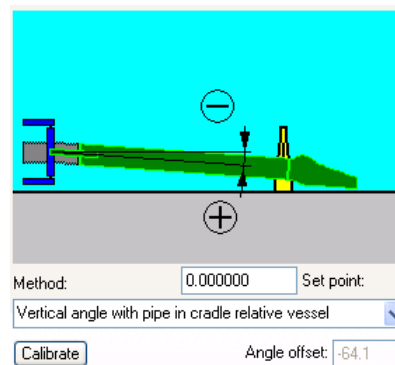 Method: 0.000000 Set point:
Vertical angle with pipe in cradle relative vessel
Calibrate Angle offset: -64.1